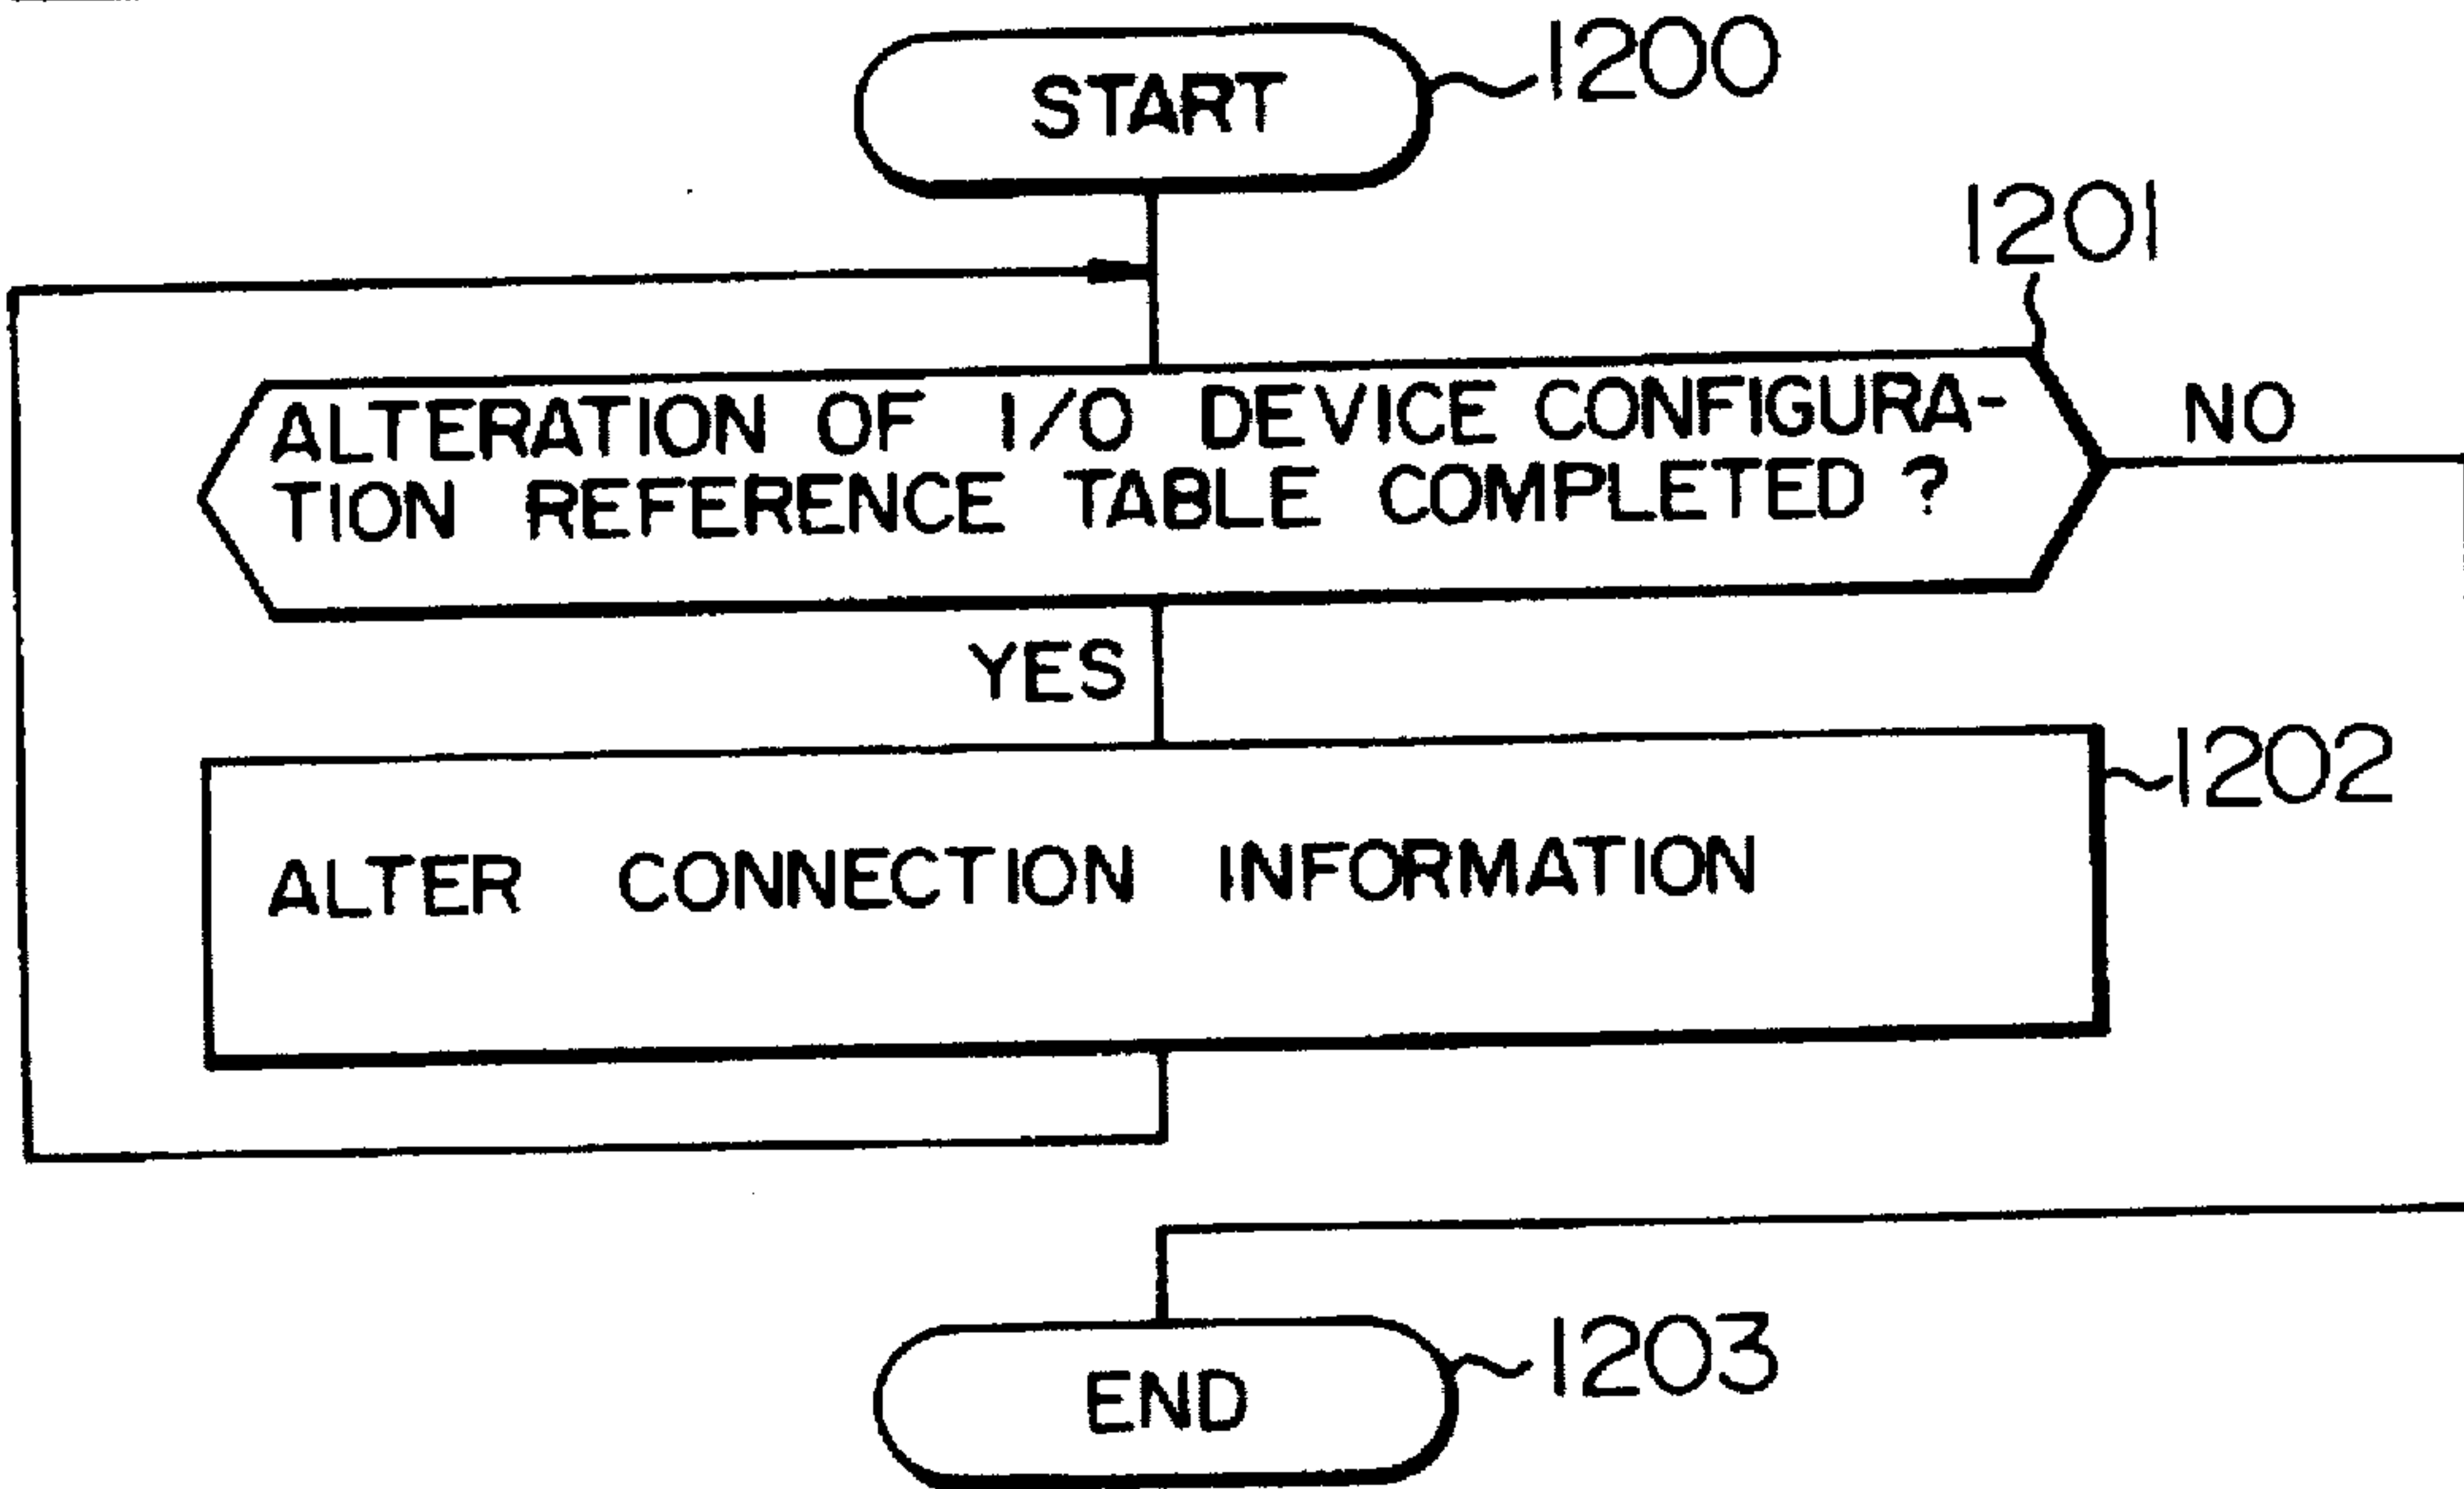 START
1200
1201
ALTERATION OF I/O DEVICE CONFIGURA-
TION REFERENCE TABLE COMPLETED ?
NO
YES
1202
ALTER CONNECTION INFORMATION
END
1203